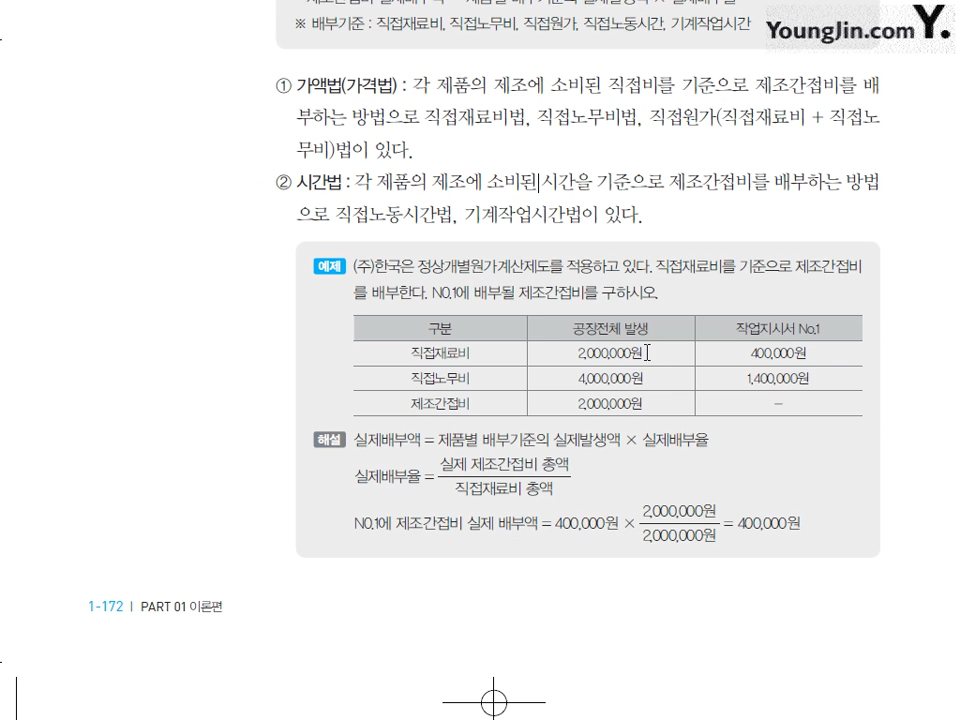 ※ 배부기준 : 직접재료비, 직접노무비, 직접원가, 직접노동시간, 기계작업시간
YoungJin.com Y.
① 가액법(가격법) : 각 제품의 제조에 소비된 직접비를 기준으로 제조간접비를 배
부하는 방법으로 직접재료비법, 직접노무비법, 직접원가(직접재료비 + 직접노
무비)법이 있다.
② 시간법 : 각 제품의 제조에 소비된 시간을 기준으로 제조간접비를 배부하는 방법
으로 직접노동시간법, 기계작업시간법이 있다.
예제 (주)한국은 정상개별원가계산제도를 적용하고 있다. 직접재료비를 기준으로 제조간접비
를 배부한다. NO.1에 배부될 제조간접비를 구하시오.
구분 공장전체 발생 작업지시서 No.1
직접재료비 2,000,000원 400,000원
직접노무비 4,000,000원 1,400,000원
제조간접비 2,000,000원 –
해설 실제배부액 = 제품별 배부기준의 실제발생액 × 실제배부율
실제배부율 = 실제 제조간접비 총액
직접재료비 총액
NO.1에 제조간접비 실제 배부액 = 400,000원 × 2,000,000원 = 400,000원
2,000,000원
1-172 | PART 01 이론편